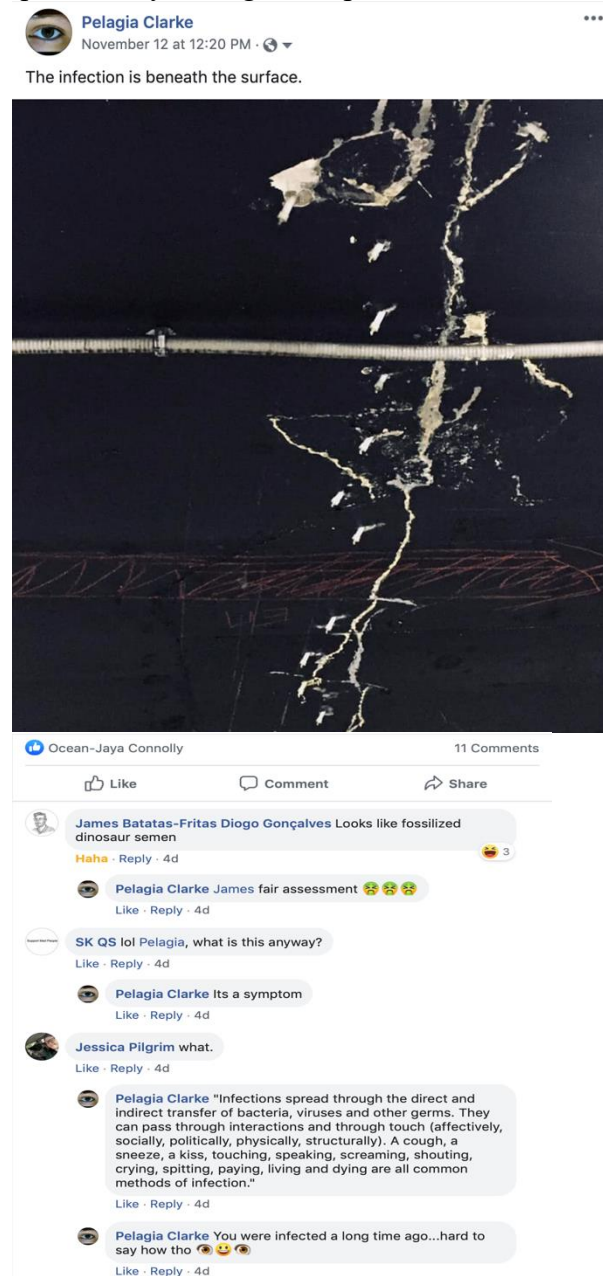 Pelagia Clarke
November 12 at 12:20 PM
The infection is beneath the surface.
Ocean-Jaya Connolly 11 Comments
Like Comment Share
James Batatas-Fritas Diogo Gonçalves Looks like fossilized
dinosaur semen
Haha · Reply · 4d
3
Pelagia Clarke James fair assessment 🤮🤮🤮
Like · Reply · 4d
SK QS lol Pelagia, what is this anyway?
Like · Reply · 4d
Pelagia Clarke Its a symptom
Like · Reply · 4d
Jessica Pilgrim what.
Like · Reply · 4d
Pelagia Clarke "Infections spread through the direct and
indirect transfer of bacteria, viruses and other germs. They
can pass through interactions and through touch (affectively,
socially, politically, physically, structurally). A cough, a
sneeze, a kiss, touching, speaking, screaming, shouting,
crying, spitting, paying, living and dying are all common
methods of infection."
Like · Reply · 4d
Pelagia Clarke You were infected a long time ago...hard to
say how tho 👁😀👁
Like · Reply · 4d